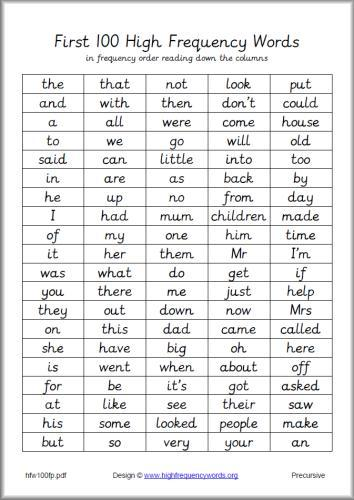 First 100 High Frequency Words
in frequency order reading down the columns
the that not look put
and with then don't could
a all were come house
to we go will old
said can little into too
in are as back by
he up no from day
I had mum children made
of my one him time
it her them Mr I'm
was what do get if
you there me just help
they out down now Mrs
on this dad came called
she have big oh here
is went when about off
for be it's got asked
at like see their saw
his some looked people make
but so very your an
hfw100fp.pdf Design © www.highfrequencywords.org Precursive